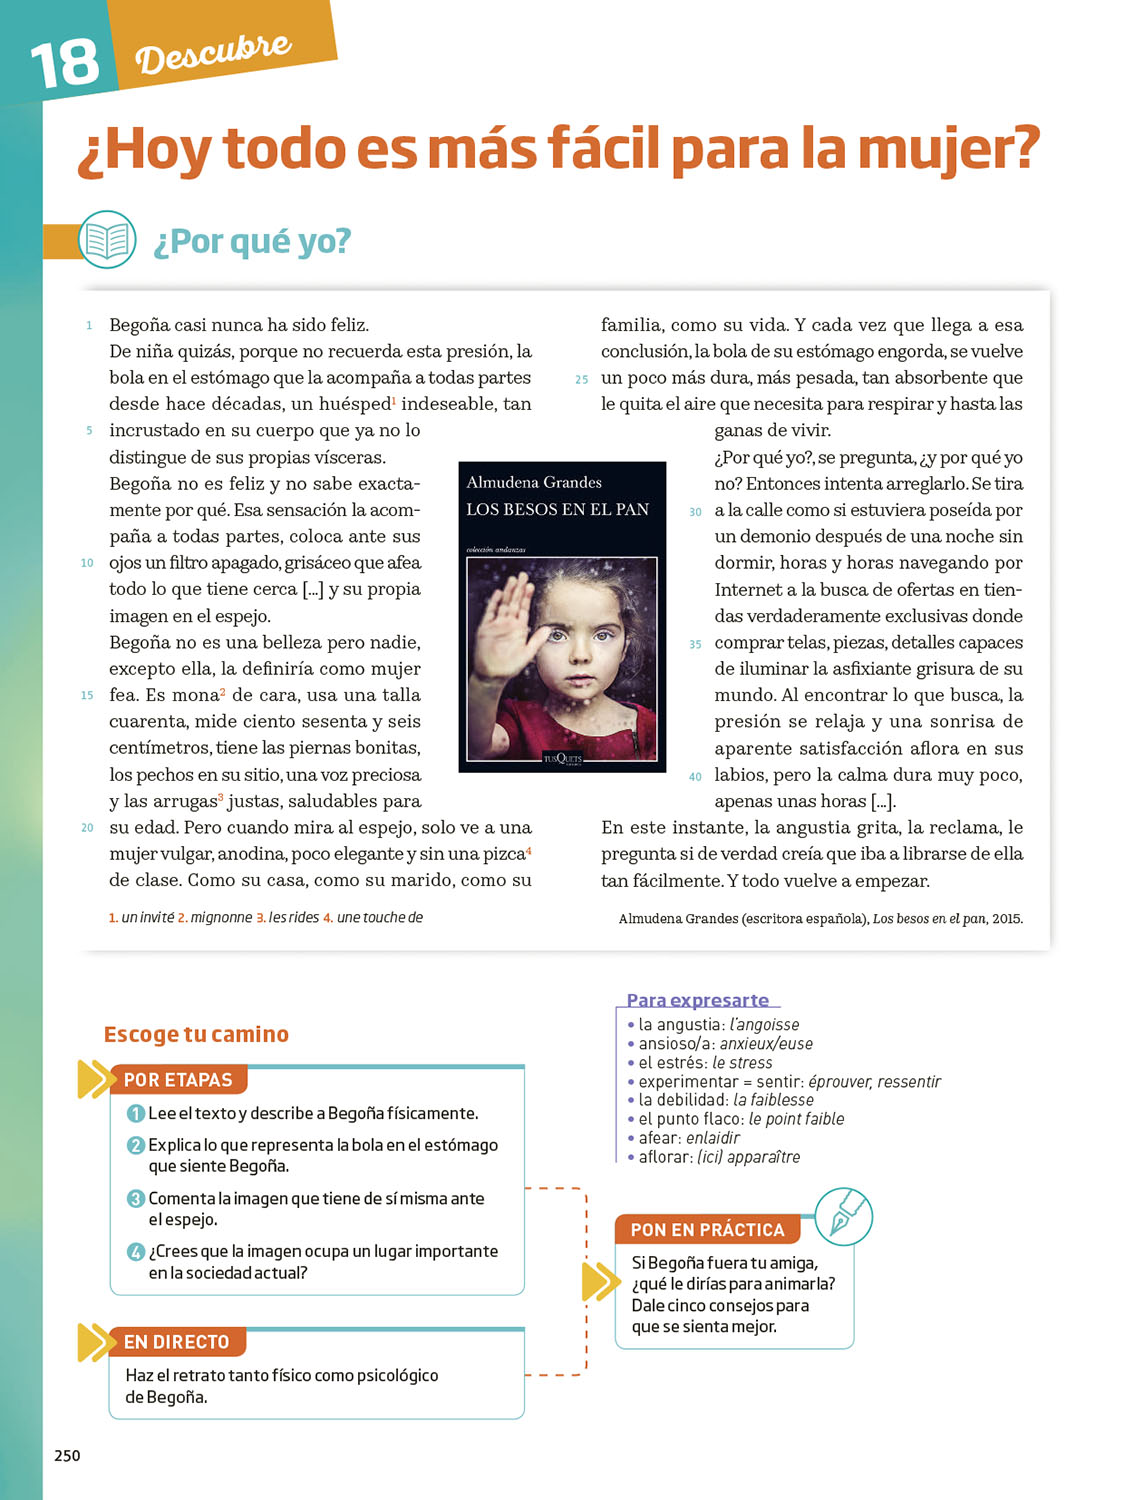 18 Descubre
¿Hoy todo es más fácil para la mujer?
¿Por qué yo?
1 Begoña casi nunca ha sido feliz.
De niña quizás, porque no recuerda esta presión, la
bola en el estómago que la acompaña a todas partes
desde hace décadas, un huésped1 indeseable, tan
5 incrustado en su cuerpo que ya no lo
distingue de sus propias vísceras.
Begoña no es feliz y no sabe exacta-
mente por qué. Esa sensación la acom-
paña a todas partes, coloca ante sus
10 ojos un filtro apagado, grisáceo que afea
todo lo que tiene cerca [...] y su propia
imagen en el espejo.
Begoña no es una belleza pero nadie,
excepto ella, la definiría como mujer
15 fea. Es mona2 de cara, usa una talla
cuarenta, mide ciento sesenta y seis
centímetros, tiene las piernas bonitas,
los pechos en su sitio, una voz preciosa
y las arrugas3 justas, saludables para
20 su edad. Pero cuando mira al espejo, solo ve a una
mujer vulgar, anodina, poco elegante y sin una pizca4
de clase. Como su casa, como su marido, como su
familia, como su vida. Y cada vez que llega a esa
conclusión, la bola de su estómago engorda, se vuelve
25 un poco más dura, más pesada, tan absorbente que
le quita el aire que necesita para respirar y hasta las
ganas de vivir.
¿Por qué yo?, se pregunta, ¿y por qué yo
no? Entonces intenta arreglarlo. Se tira
30 a la calle como si estuviera poseída por
un demonio después de una noche sin
dormir, horas y horas navegando por
Internet a la busca de ofertas en tien-
das verdaderamente exclusivas donde
35 comprar telas, piezas, detalles capaces
de iluminar la asfixiante grisura de su
mundo. Al encontrar lo que busca, la
presión se relaja y una sonrisa de
aparente satisfacción aflora en sus
40 labios, pero la calma dura muy poco,
apenas unas horas [...].
En este instante, la angustia grita, la reclama, le
pregunta si de verdad creía que iba a librarse de ella
tan fácilmente. Y todo vuelve a empezar.
Almudena Grandes
LOS BESOS EN EL PAN
colección andanzas
TUSQUETS
1. un invité 2. mignonne 3. les rides 4. une touche de
Almudena Grandes (escritora española), Los besos en el pan, 2015.
Escoge tu camino
POR ETAPAS
1 Lee el texto y describe a Begoña físicamente.
2 Explica lo que representa la bola en el estómago
que siente Begoña.
3 Comenta la imagen que tiene de sí misma ante
el espejo.
4 ¿Crees que la imagen ocupa un lugar importante
en la sociedad actual?
EN DIRECTO
Haz el retrato tanto físico como psicológico
de Begoña.
Para expresarte
• la angustia: l'angoisse
• ansioso/a: anxieux/euse
• el estrés: le stress
• experimentar = sentir: éprouver, ressentir
• la debilidad: la faiblesse
• el punto flaco: le point faible
• afear: enlaidir
• aflorar: (ici) apparaître
PON EN PRÁCTICA
Si Begoña fuera tu amiga,
¿qué le dirías para animarla?
Dale cinco consejos para
que se sienta mejor.
250